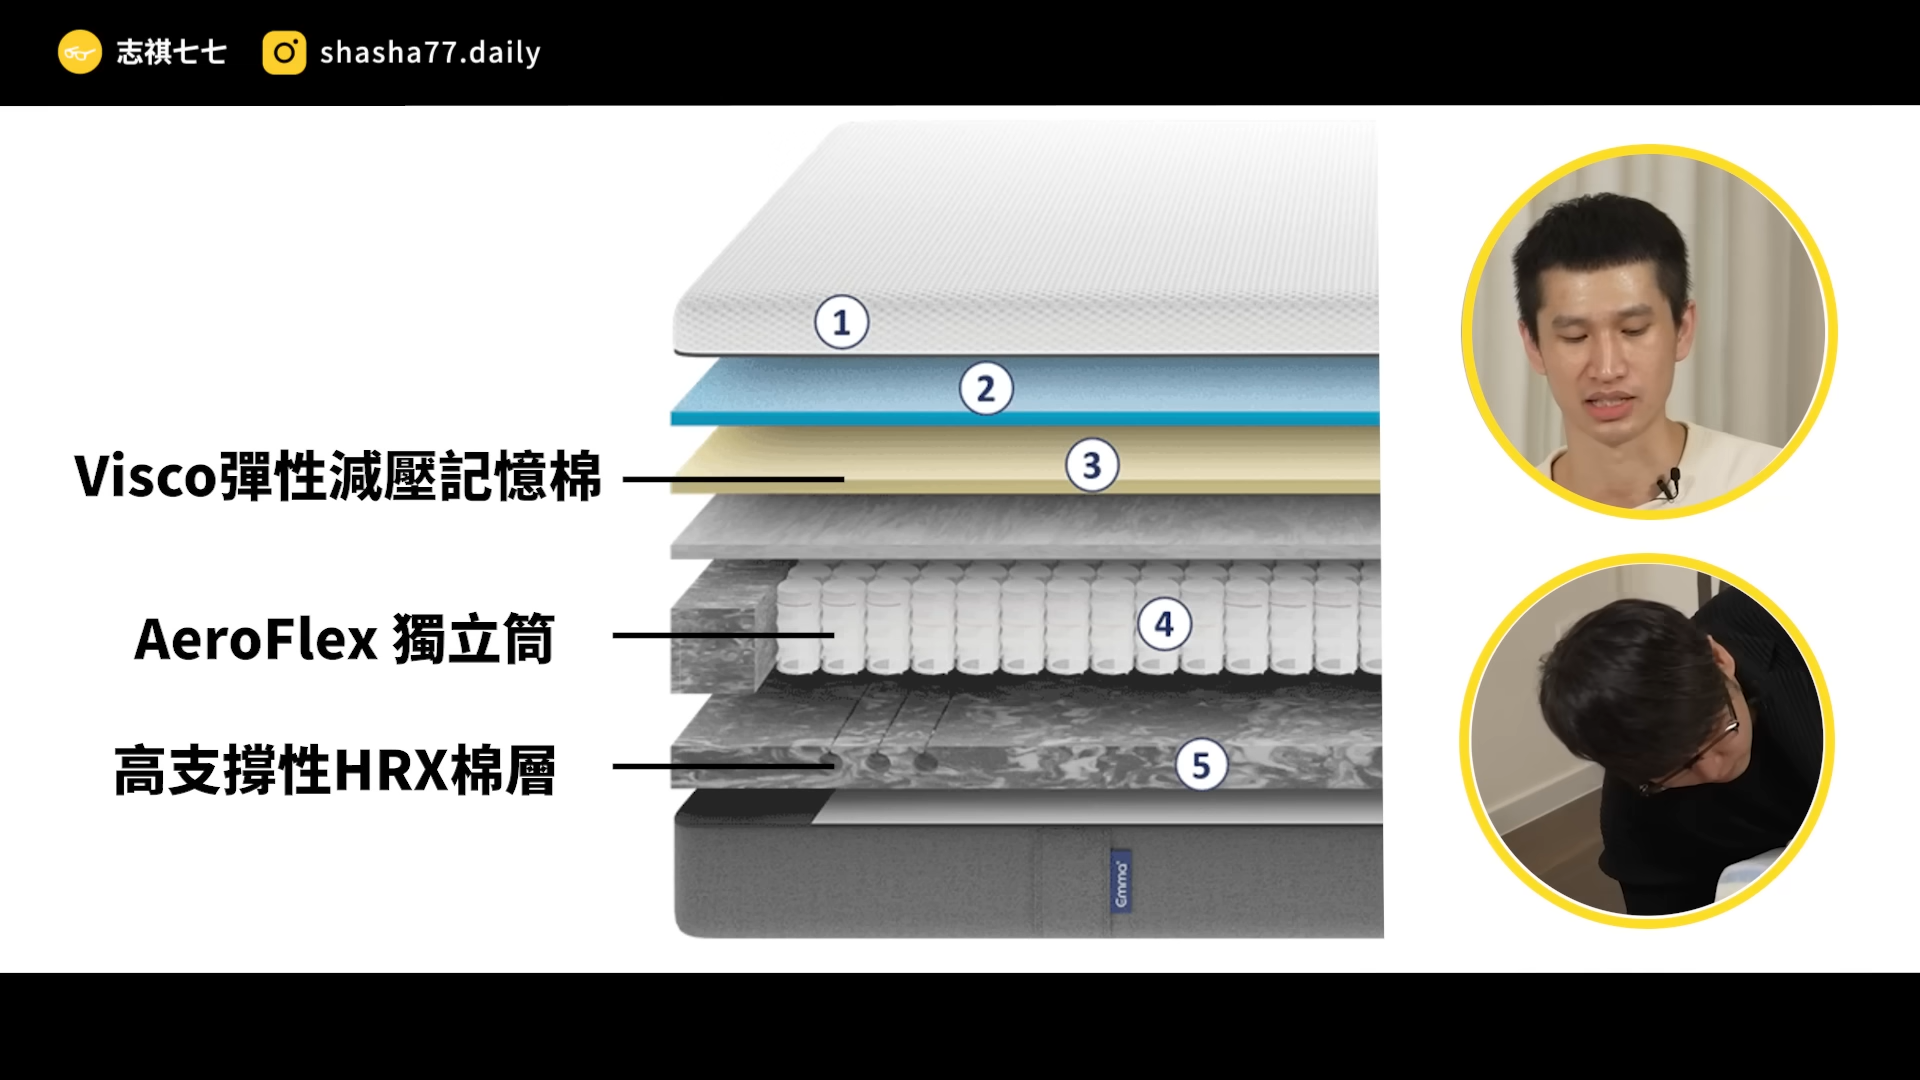 志祺七七
shasha77.daily
1
2
Visco彈性減壓記憶棉
3
AeroFlex 獨立筒
4
高支撐性HRX棉層
5
Emma